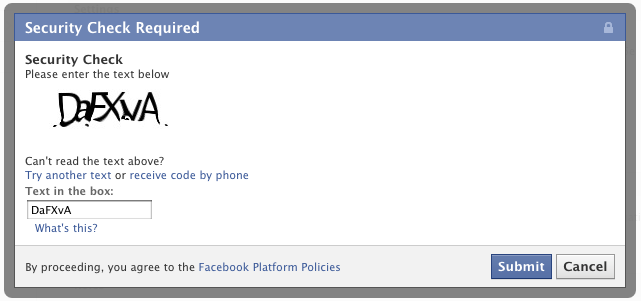 Security Check Required
Security Check
Please enter the text below
DaFXvA
Can't read the text above?
Try another text or receive code by phone
Text in the box:
DaFXvA
What's this?
By proceeding, you agree to the Facebook Platform Policies
Submit
Cancel